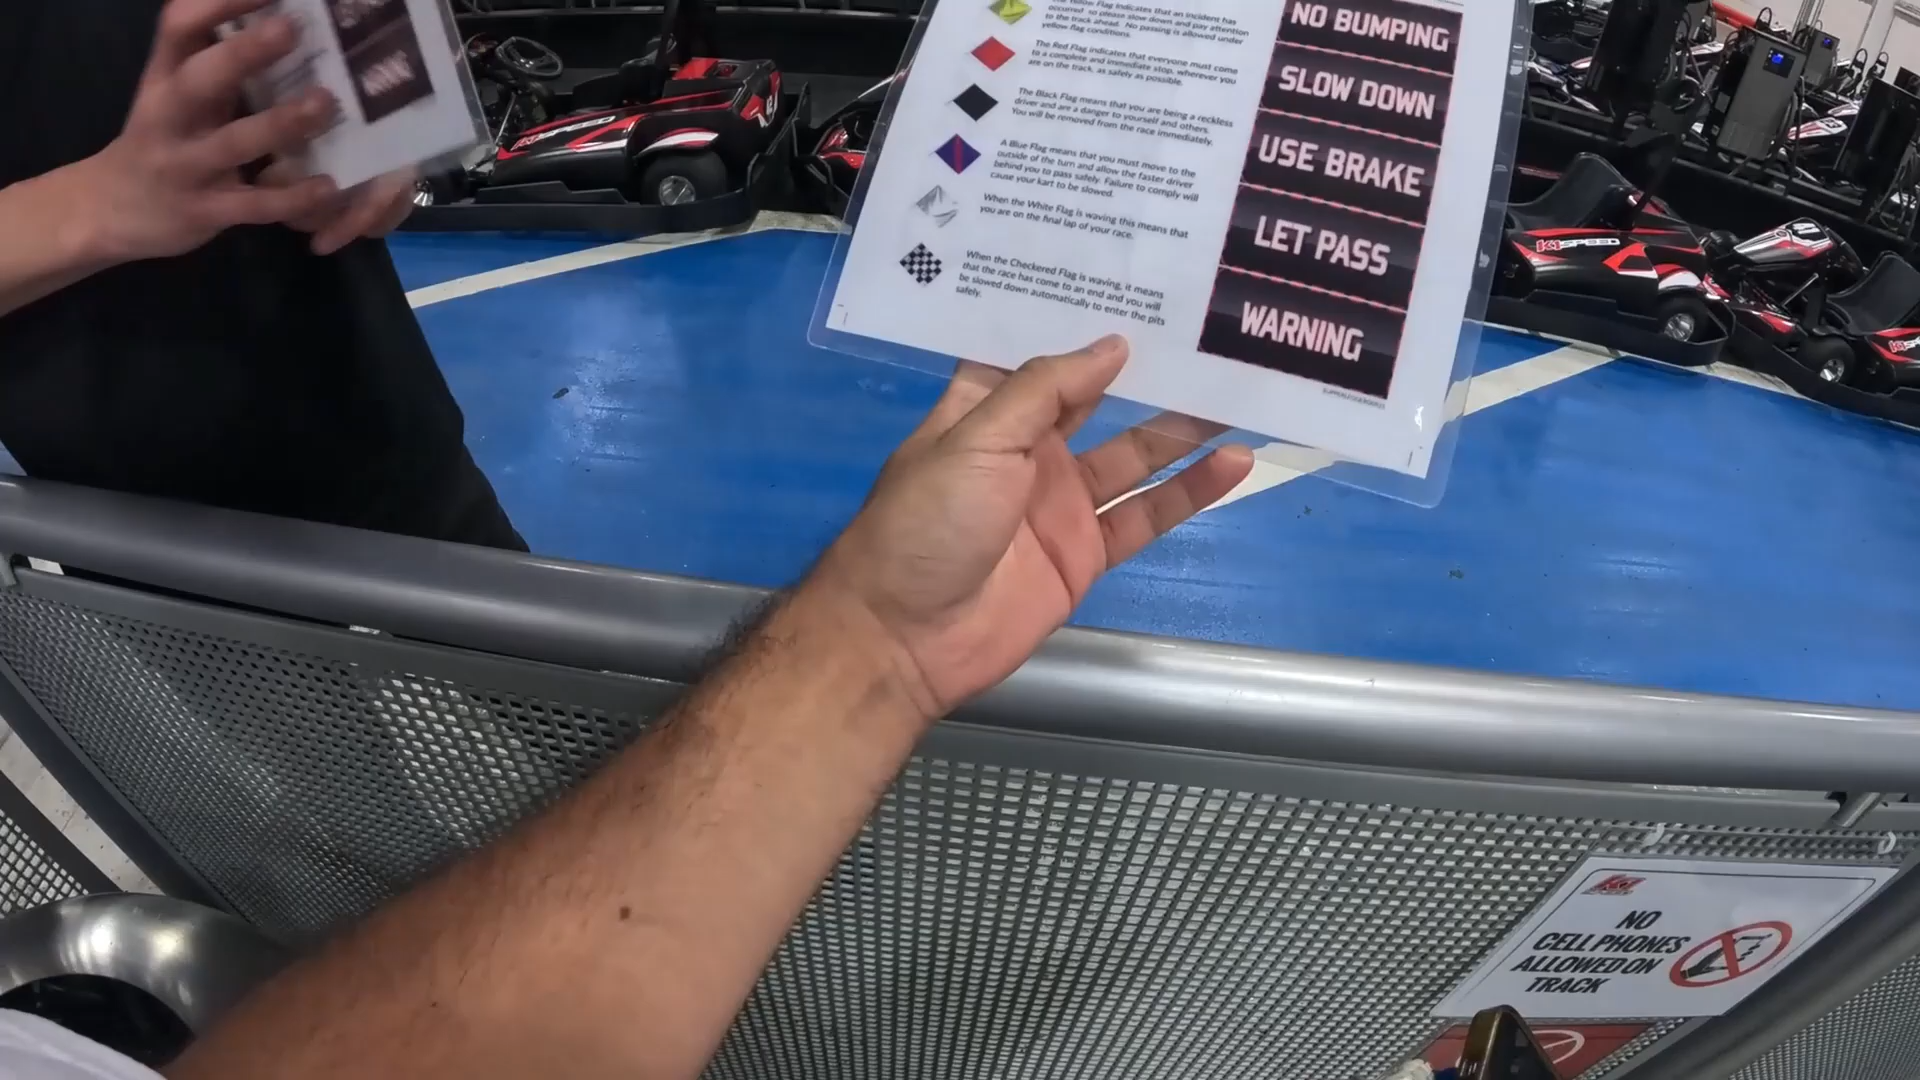 The Yellow Flag indicates that an incident has
occurred so please slow down and pay attention
to the track ahead. No passing is allowed under
yellow flag conditions.
The Red Flag indicates that everyone must come
to a complete and immediate stop, wherever you
are on the track, as safely as possible.
The Black Flag means that you are being a reckless
driver and are a danger to yourself and others.
You will be removed from the race immediately.
A Blue Flag means that you must move to the
outside of the turn and allow the faster driver
behind you to pass safely. Failure to comply will
cause your kart to be slowed.
When the White Flag is waving this means that
you are on the final lap of your race.
When the Checkered Flag is waving, it means
that the race has come to an end and you will
be slowed down automatically to enter the pits
safely.
NO BUMPING
SLOW DOWN
USE BRAKE
LET PASS
WARNING
K1 SPEED
K1 SPEED
K1 SPEED
NO
CELL PHONES
ALLOWED ON
TRACK